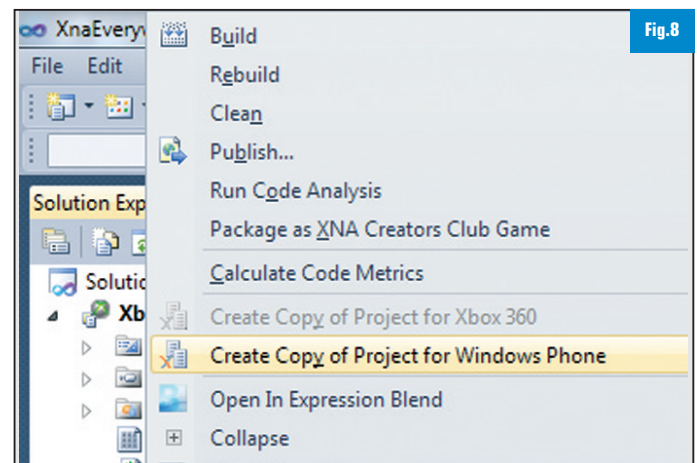 XnaEveryw
Fig.8
File Edit
Solution Exp
Solutio
Xb
Build
Rebuild
Clean
Publish...
Run Code Analysis
Package as XNA Creators Club Game
Calculate Code Metrics
Create Copy of Project for Xbox 360
Create Copy of Project for Windows Phone
Open In Expression Blend
Collapse